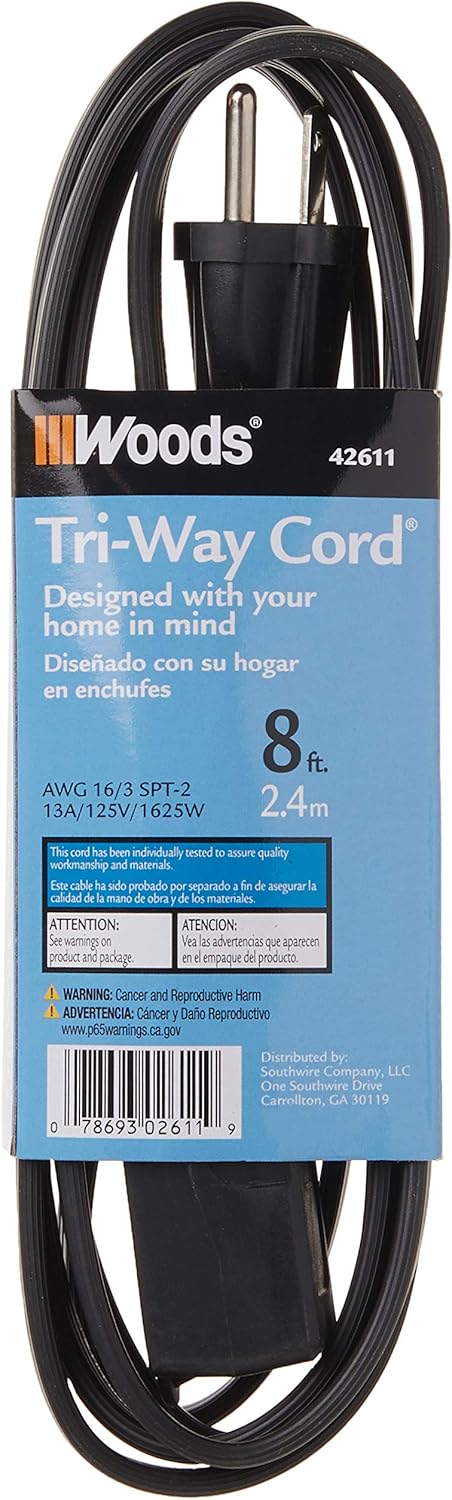 Woods®
42611
Tri-Way Cord®
Designed with your
home in mind
Diseñado con su hogar
en enchufes
8 ft.
2.4m
AWG 16/3 SPT-2
13A/125V/1625W
This cord has been individually tested to assure quality
workmanship and materials.
Este cable ha sido probado por separado a fin de asegurar la
calidad de la mano de obra y de los materiales.
ATTENTION:
See warnings on
product and package.
ATENCION:
Vea las advertencias que aparecen
en el empaque del producto.
WARNING: Cancer and Reproductive Harm
ADVERTENCIA: Cáncer y Daño Reproductivo
www.p65warnings.ca.gov
0 78693 02611 9
Distributed by:
Southwire Company, LLC
One Southwire Drive
Carrollton, GA 30119